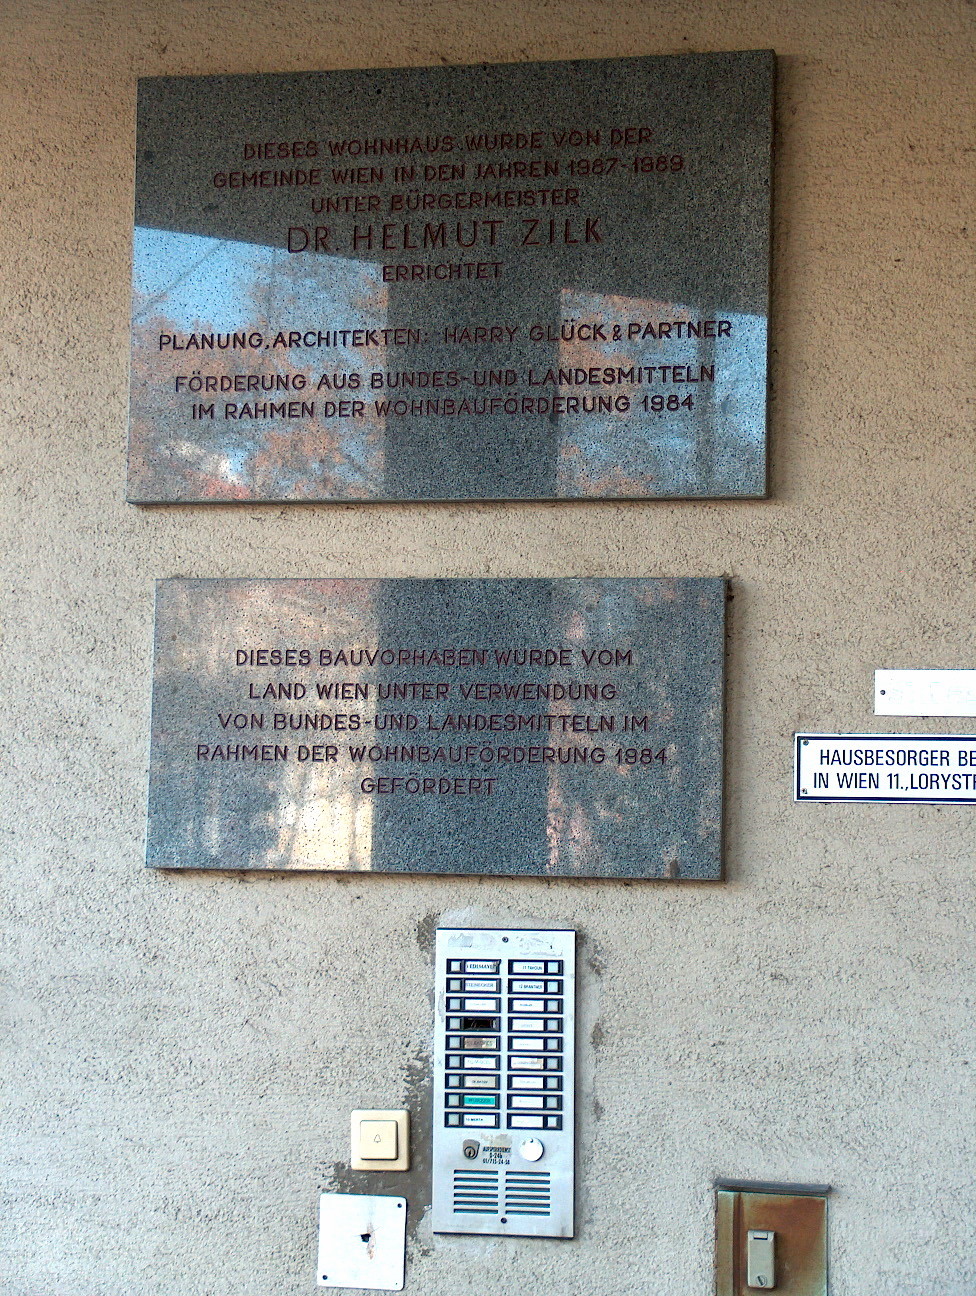 DIESES WOHNHAUS WURDE VON DER
GEMEINDE WIEN IN DEN JAHREN 1987-1989
UNTER BÜRGERMEISTER
DR. HELMUT ZILK
ERRICHTET
PLANUNG, ARCHITEKTEN: HARRY GLÜCK & PARTNER
FÖRDERUNG AUS BUNDES-UND LANDESMITTELN
IM RAHMEN DER WOHNBAUFÖRDERUNG 1984
DIESES BAUVORHABEN WURDE VOM
LAND WIEN UNTER VERWENDUNG
VON BUNDES-UND LANDESMITTELN IM
RAHMEN DER WOHNBAUFÖRDERUNG 1984
GEFÖRDERT
HAUSBESORGER BE
IN WIEN 11.,LORYSTR